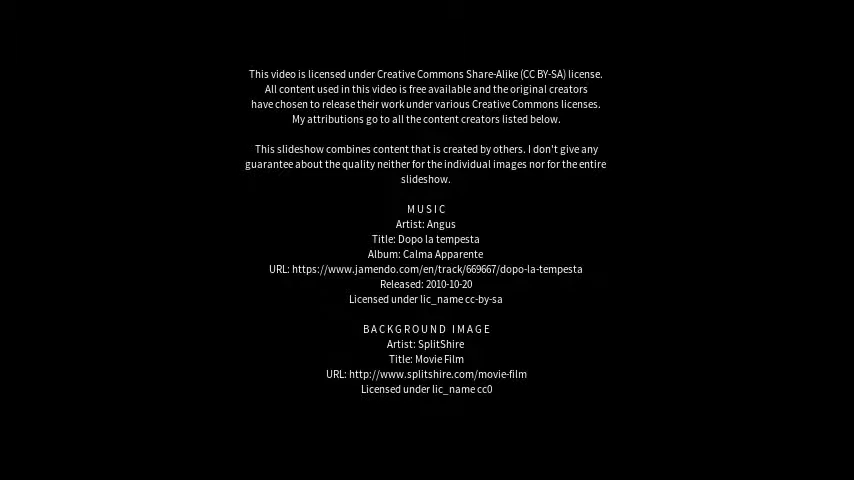 This video is licensed under Creative Commons Share-Alike (CC BY-SA) license.
All content used in this video is free available and the original creators
have chosen to release their work under various Creative Commons licenses.
My attributions go to all the content creators listed below.
This slideshow combines content that is created by others. I don't give any
guarantee about the quality neither for the individual images nor for the entire
slideshow.
MUSIC
Artist: Angus
Title: Dopo la tempesta
Album: Calma Apparente
URL: https://www.jamendo.com/en/track/669667/dopo-la-tempesta
Released: 2010-10-20
Licensed under lic_name cc-by-sa
BACKGROUND IMAGE
Artist: SplitShire
Title: Movie Film
URL: http://www.splitshire.com/movie-film
Licensed under lic_name cc0